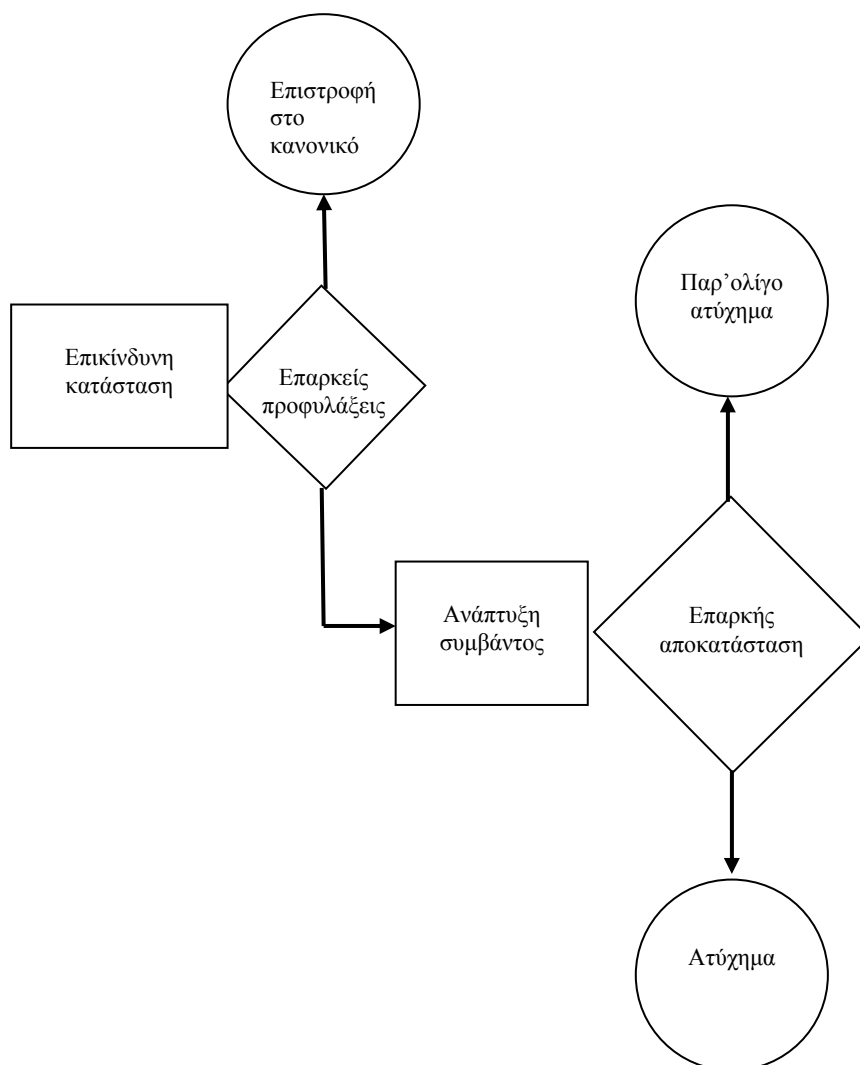 Επιστροφή
στο
κανονικό
Παρ’ολίγο
ατύχημα
Επικίνδυνη
κατάσταση
Επαρκείς
προφυλάξεις
Ανάπτυξη
συμβάντος
Επαρκής
αποκατάσταση
Ατύχημα